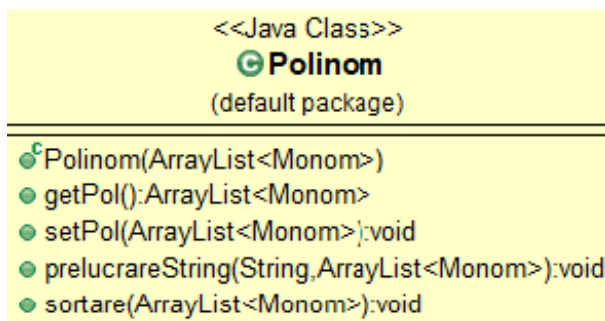 <<Java Class>>
Polinom
(default package)
Polinom(ArrayList<Monom>)
getPol():ArrayList<Monom>
setPol(ArrayList<Monom>):void
prelucrareString(String,ArrayList<Monom>):void
sortare(ArrayList<Monom>):void